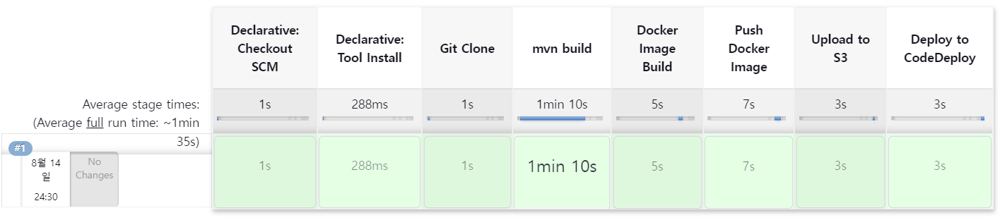 Declarative:
Checkout
SCM
Declarative:
Tool Install
Git Clone
mvn build
Docker
Image
Build
Push
Docker
Image
Upload to
S3
Deploy to
CodeDeploy
Average stage times:
(Average full run time: ~1min
35s)
1s
288ms
1s
1min 10s
5s
7s
3s
3s
#1
8월 14
일
24:30
No
Changes
1s
288ms
1s
1min 10s
5s
7s
3s
3s